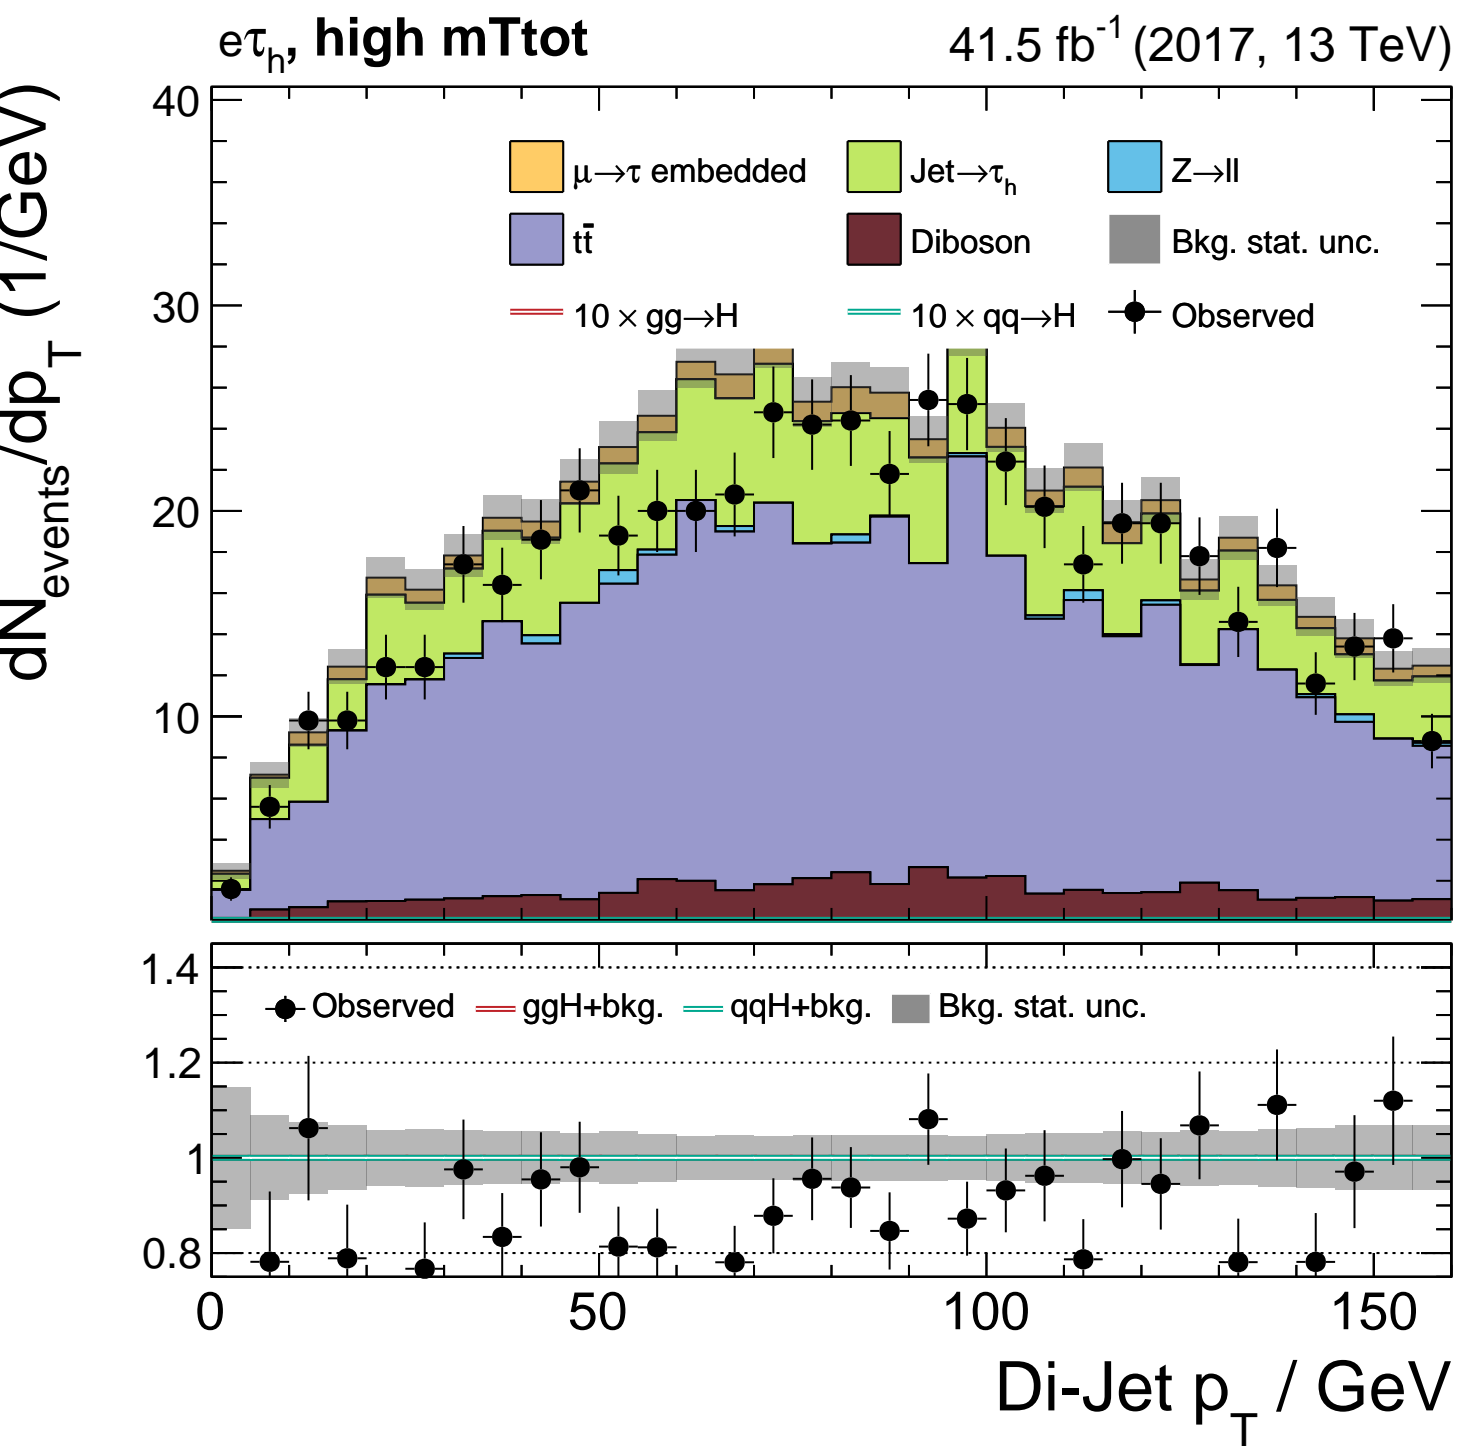 eτh, high mTtot 41.5 fb-1 (2017, 13 TeV)
dNevents/dpT (1/GeV)
40
30
20
10
μ→τ embedded Jet→τh Z→ll
tt̄ Diboson Bkg. stat. unc.
10 × gg→H 10 × qq→H Observed
1.4
1.2
1
0.8
Observed ggH+bkg. qqH+bkg. Bkg. stat. unc.
0 50 100 150
Di-Jet pT / GeV